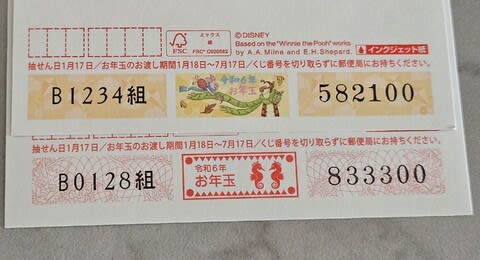 FSC
ミックス
紙
FSC® C020562
©DISNEY
Based on the "Winnie the Pooh" works
by A.A. Milne and E.H. Shepard.
インクジェット紙
抽せん日1月17日／お年玉のお渡し期間1月18日～7月17日／くじ番号を切り取らずに郵便局にお持ちください。
B1234組
令和6年
お年玉
582100
抽せん日1月17日／お年玉のお渡し期間1月18日～7月17日／くじ番号を切り取らずに郵便局にお持ちください。
B0128組
令和6年
お年玉
833300